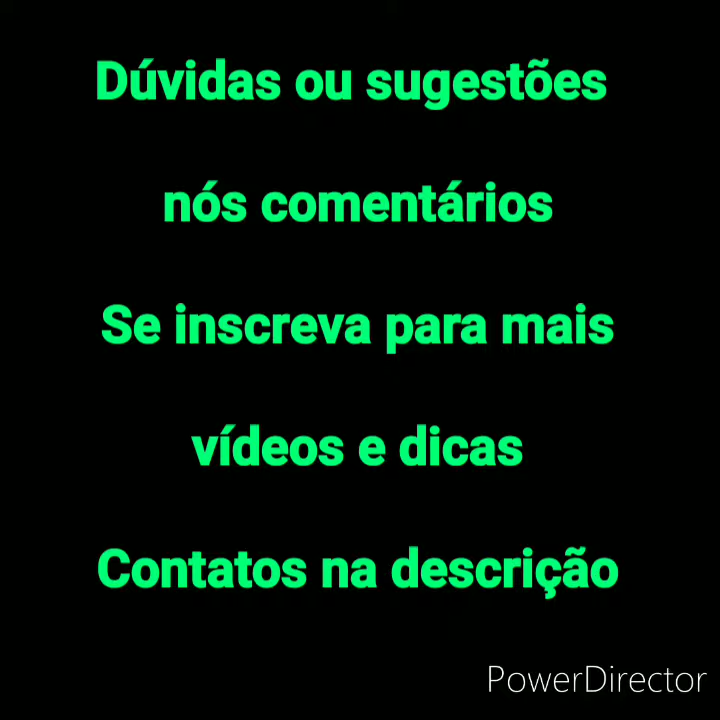 Dúvidas ou sugestões
nós comentários
Se inscreva para mais
vídeos e dicas
Contatos na descrição
PowerDirector